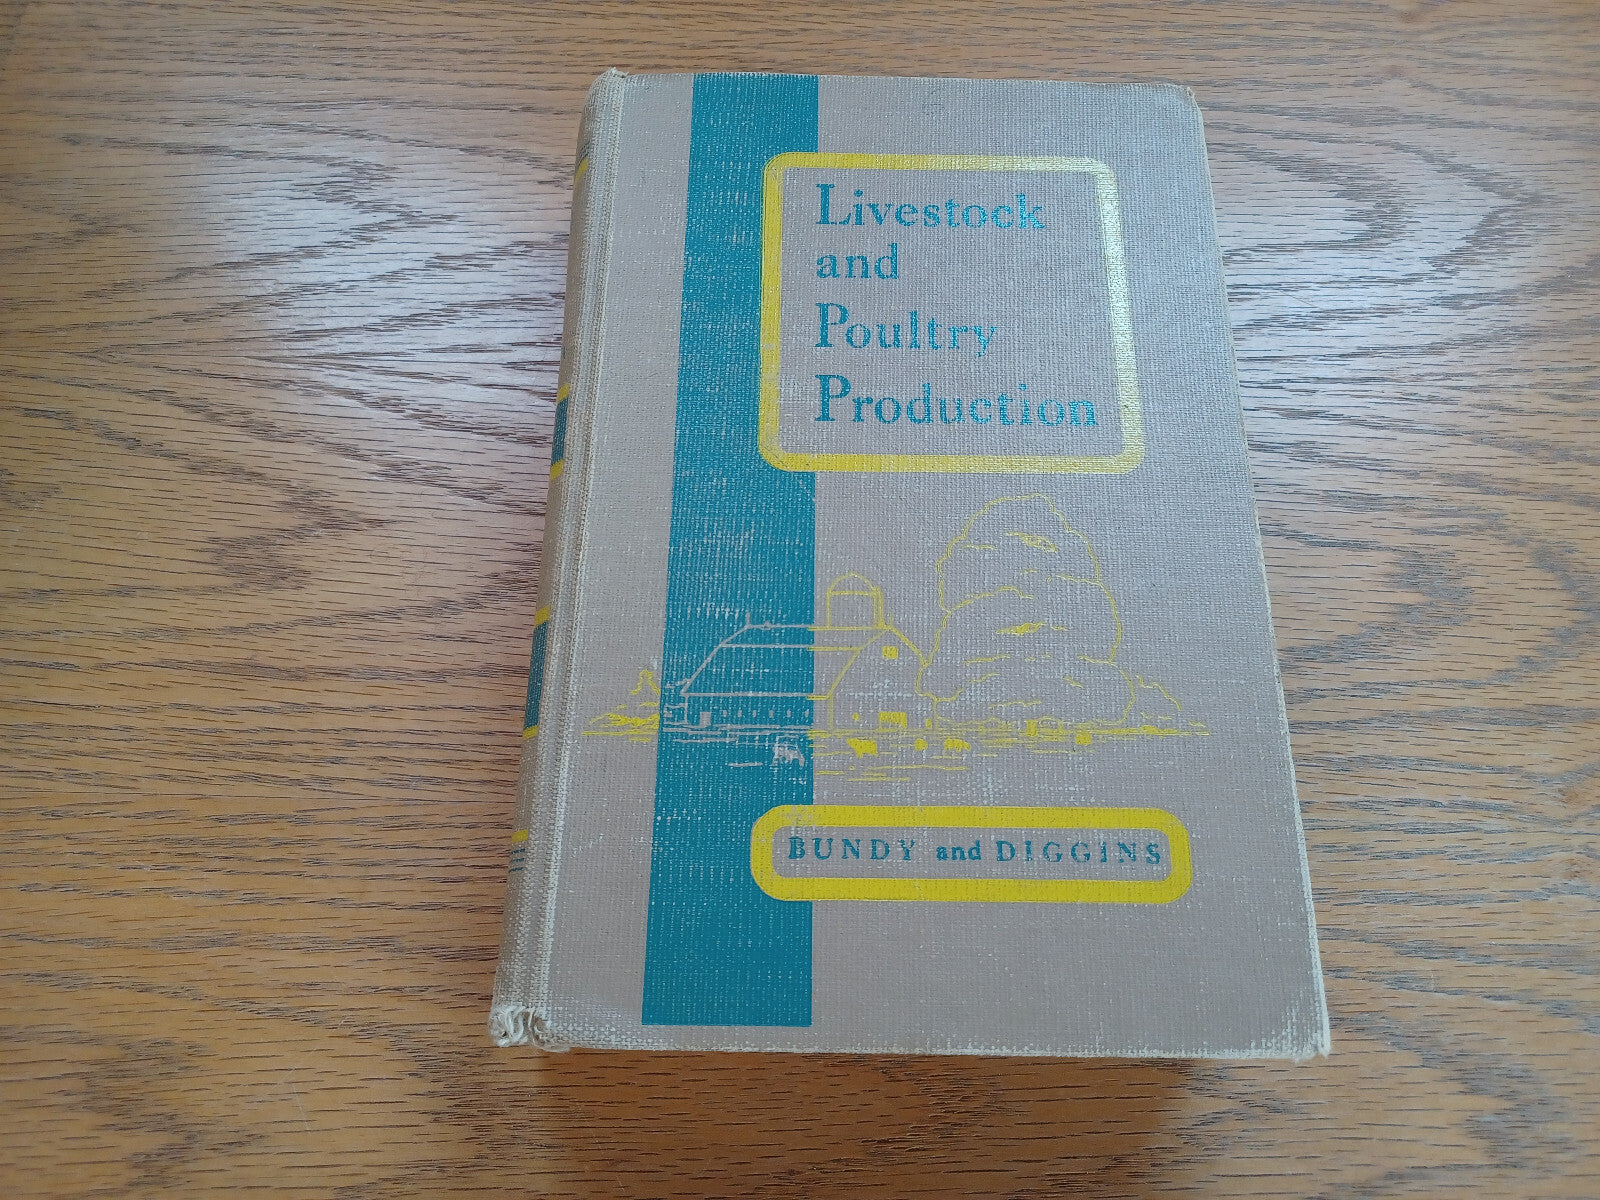 Livestock
and
Poultry
Production
BUNDY and DIGGINS